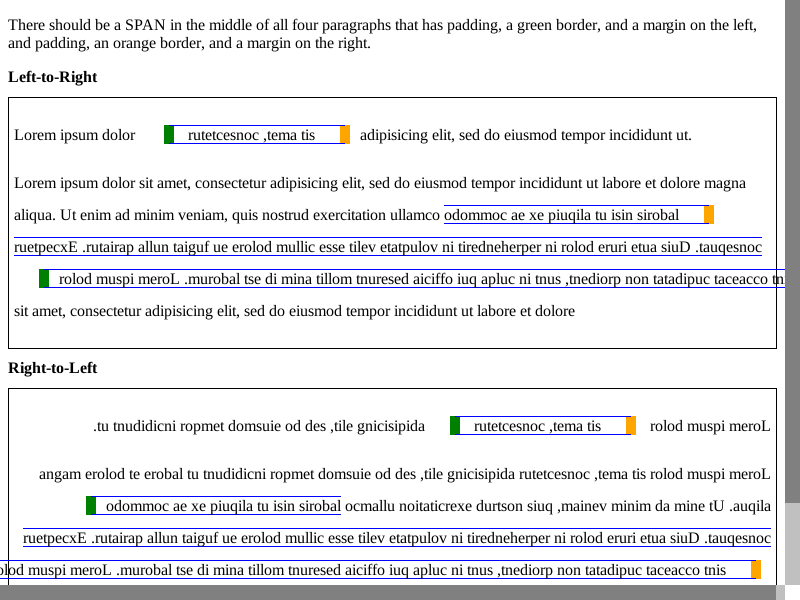 There should be a SPAN in the middle of all four paragraphs that has padding, a green border, and a margin on the left,
and padding, an orange border, and a margin on the right.
Left-to-Right
Lorem ipsum dolor rutetcesnoc ,tema tis adipisicing elit, sed do eiusmod tempor incididunt ut.
Lorem ipsum dolor sit amet, consectetur adipisicing elit, sed do eiusmod tempor incididunt ut labore et dolore magna
aliqua. Ut enim ad minim veniam, quis nostrud exercitation ullamco odommoc ae xe piuqila tu isin sirobal
ruetpecxE .rutairap allun taiguf ue erolod mullic esse tilev etatpulov ni tiredneherper ni rolod eruri etua siuD .tauqesnoc
rolod muspi meroL .murobal tse di mina tillom tnuresed aiciffo iuq apluc ni tnus ,tnediorp non tatadipuc taceacco tn
sit amet, consectetur adipisicing elit, sed do eiusmod tempor incididunt ut labore et dolore
Right-to-Left
.tu tnudidicni ropmet domsuie od des ,tile gnicisipida rutetcesnoc ,tema tis rolod muspi meroL
angam erolod te erobal tu tnudidicni ropmet domsuie od des ,tile gnicisipida rutetcesnoc ,tema tis rolod muspi meroL
odommoc ae xe piuqila tu isin sirobal ocmallu noitaticrexe durtson siuq ,mainev minim da mine tU .auqila
ruetpecxE .rutairap allun taiguf ue erolod mullic esse tilev etatpulov ni tiredneherper ni rolod eruri etua siuD .tauqesnoc
olod muspi meroL .murobal tse di mina tillom tnuresed aiciffo iuq apluc ni tnus ,tnediorp non tatadipuc taceacco tnis